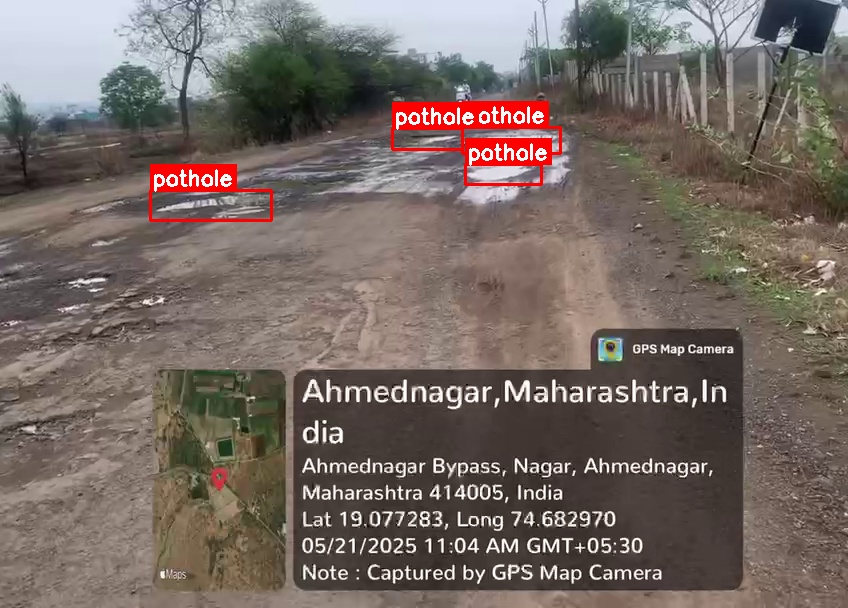 pothole othole
pothole
pothole
GPS Map Camera
Ahmednagar,Maharashtra,In
dia
Ahmednagar Bypass, Nagar, Ahmednagar,
Maharashtra 414005, India
Lat 19.077283, Long 74.682970
05/21/2025 11:04 AM GMT+05:30
Note : Captured by GPS Map Camera
Maps